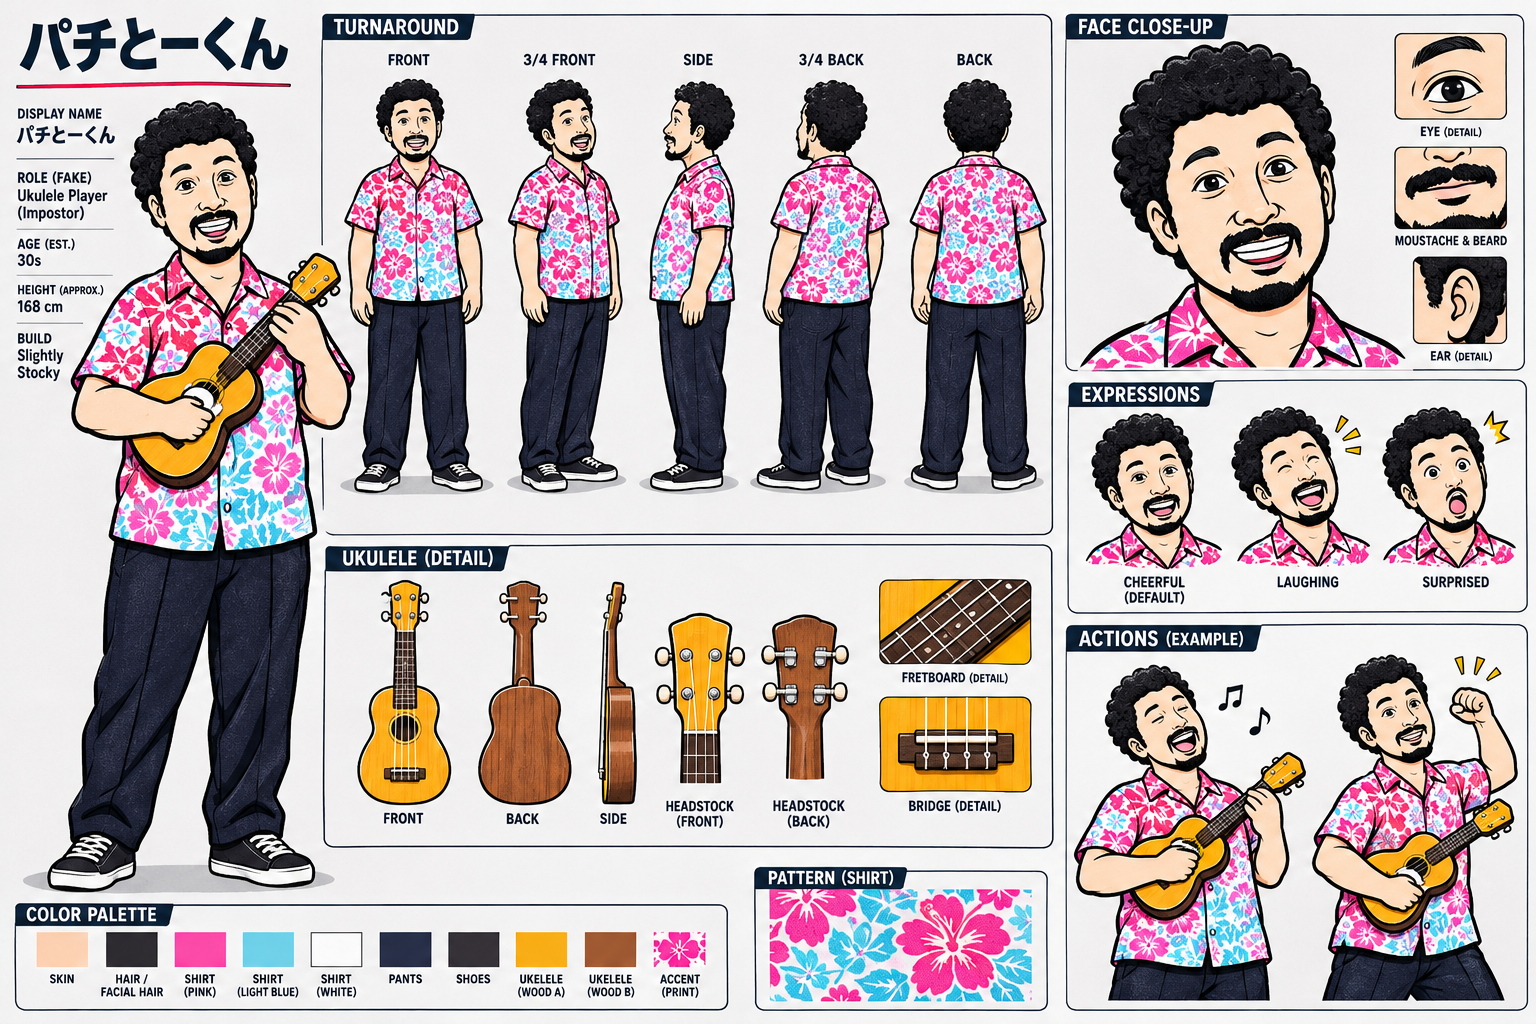 パチとーくん
DISPLAY NAME
パチとーくん
ROLE (FAKE)
Ukulele Player
(Impostor)
AGE (EST.)
30s
HEIGHT (APPROX.)
168 cm
BUILD
Slightly
Stocky
TURNAROUND
FRONT
3/4 FRONT
SIDE
3/4 BACK
BACK
UKULELE (DETAIL)
FRONT
BACK
SIDE
HEADSTOCK
(FRONT)
HEADSTOCK
(BACK)
FRETBOARD (DETAIL)
BRIDGE (DETAIL)
FACE CLOSE-UP
EYE (DETAIL)
MOUSTACHE & BEARD
EAR (DETAIL)
EXPRESSIONS
CHEERFUL
(DEFAULT)
LAUGHING
SURPRISED
ACTIONS (EXAMPLE)
COLOR PALETTE
SKIN
HAIR /
FACIAL HAIR
SHIRT
(PINK)
SHIRT
(LIGHT BLUE)
SHIRT
(WHITE)
PANTS
SHOES
UKELELE
(WOOD A)
UKELELE
(WOOD B)
ACCENT
(PRINT)
PATTERN (SHIRT)